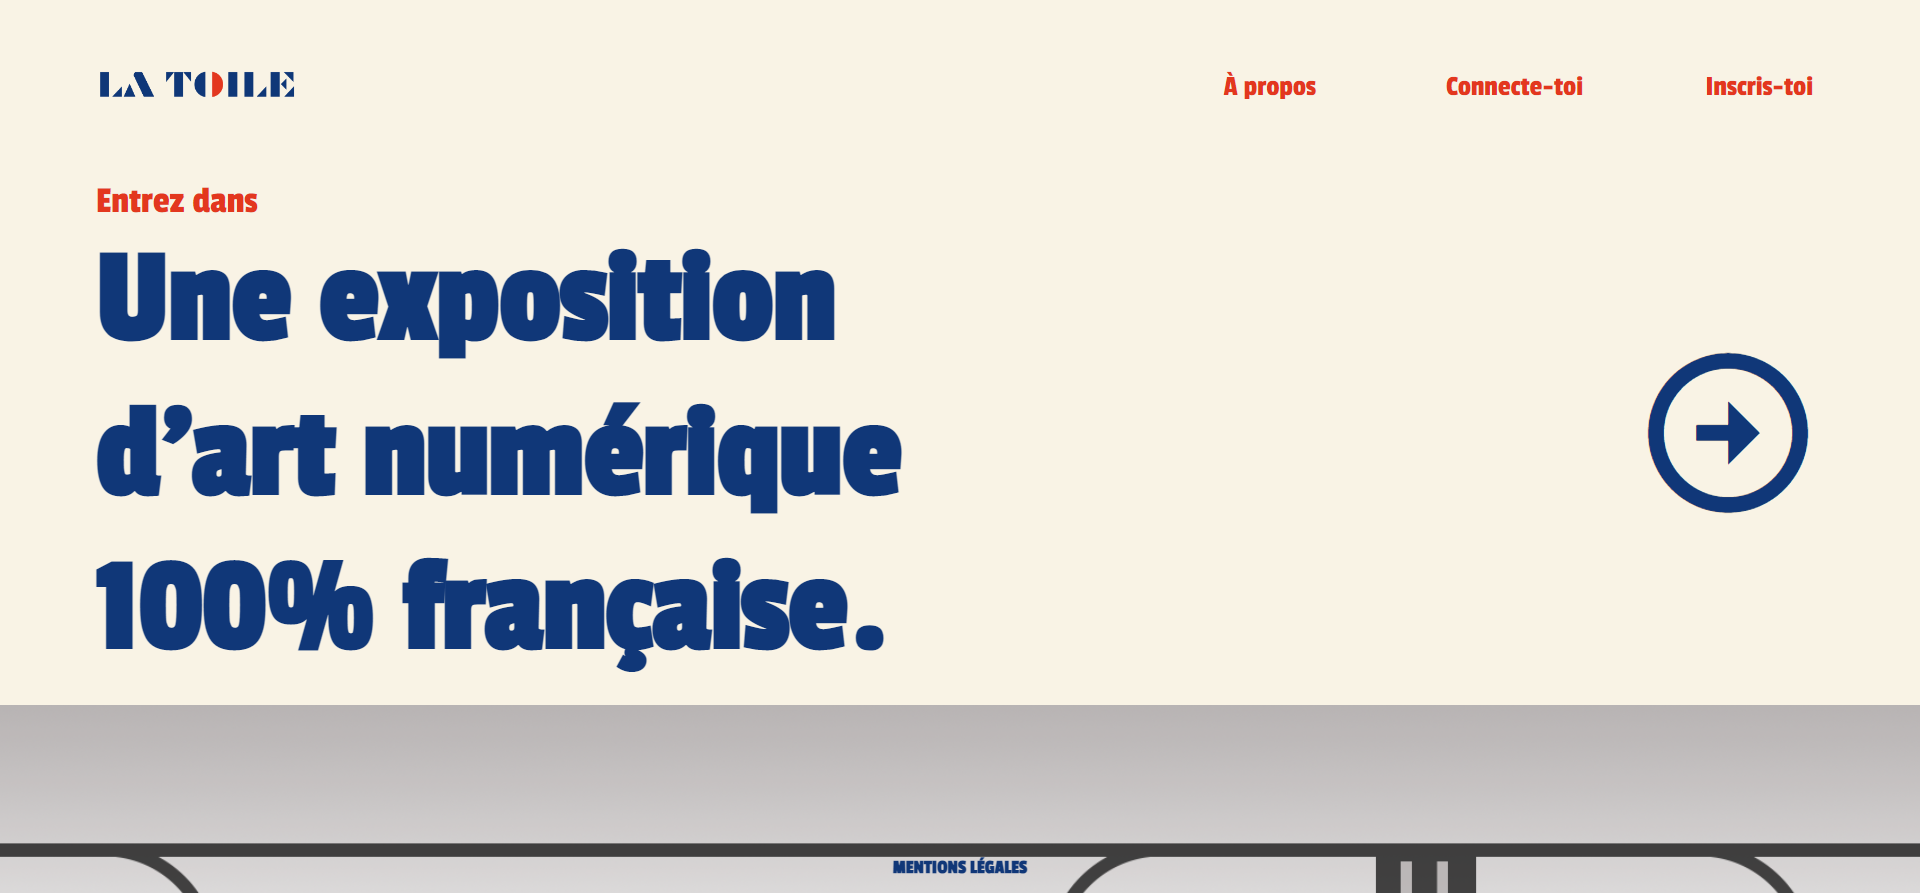 LA TOILE
À propos
Connecte-toi
Inscris-toi
Entrez dans
Une exposition
d’art numérique
100% française.
MENTIONS LÉGALES